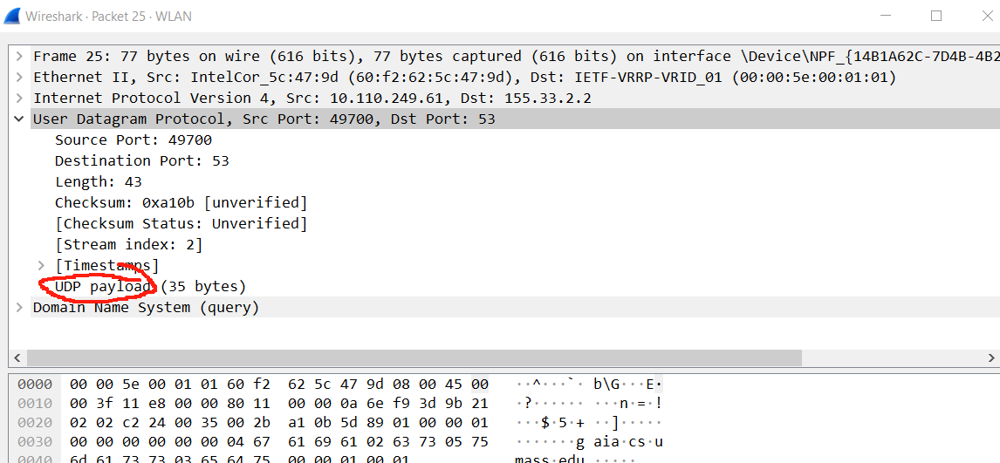 Wireshark · Packet 25 · WLAN
Frame 25: 77 bytes on wire (616 bits), 77 bytes captured (616 bits) on interface \Device\NPF_{14B1A62C-7D4B-4B2
Ethernet II, Src: IntelCor_5c:47:9d (60:f2:62:5c:47:9d), Dst: IETF-VRRP-VRID_01 (00:00:5e:00:01:01)
Internet Protocol Version 4, Src: 10.110.249.61, Dst: 155.33.2.2
User Datagram Protocol, Src Port: 49700, Dst Port: 53
Source Port: 49700
Destination Port: 53
Length: 43
Checksum: 0xa10b [unverified]
[Checksum Status: Unverified]
[Stream index: 2]
[Timestamps]
UDP payload (35 bytes)
Domain Name System (query)
0000 00 00 5e 00 01 01 60 f2 62 5c 47 9d 08 00 45 00 ··^···`· b\G···E·
0010 00 3f 11 e8 00 00 80 11 00 00 0a 6e f9 3d 9b 21 ·?······ ···n·=·!
0020 02 02 c2 24 00 35 00 2b a1 0b 5d 89 01 00 00 01 ···$·5·+ ··]·····
0030 00 00 00 00 00 00 04 67 61 69 61 02 63 73 05 75 ·······g aia·cs·u
0040 6d 61 73 73 03 65 64 75 00 00 01 00 01 mass·edu ·····